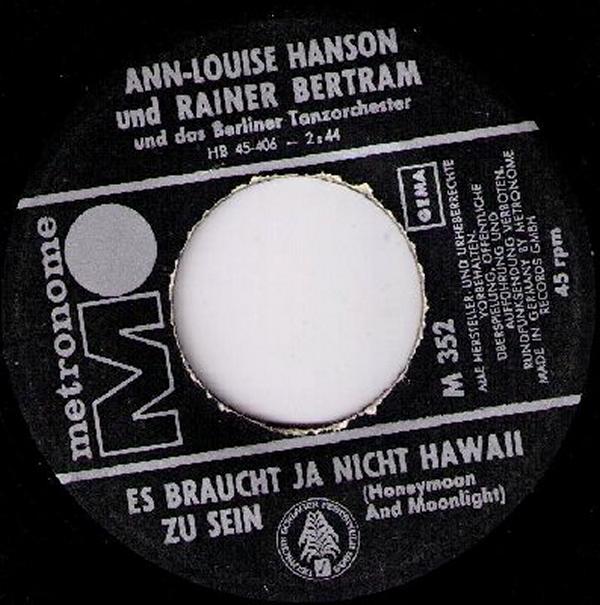 ANN-LOUISE HANSON
und RAINER BERTRAM
und das Berliner Tanzorchester
HB 45-406 – 2:44
metronome
M
GEMA
M 352
ALLE HERSTELLER- UND URHEBERRECHTE
VORBEHALTEN.
ÜBERSPIELUNG, ÖFFENTLICHE
AUFFÜHRUNG UND
RUNDFUNKSENDUNG VERBOTEN.
MADE IN GERMANY BY METRONOME
RECORDS GMBH
45 rpm
ES BRAUCHT JA NICHT HAWAII
ZU SEIN
(Honeymoon
And Moonlight)